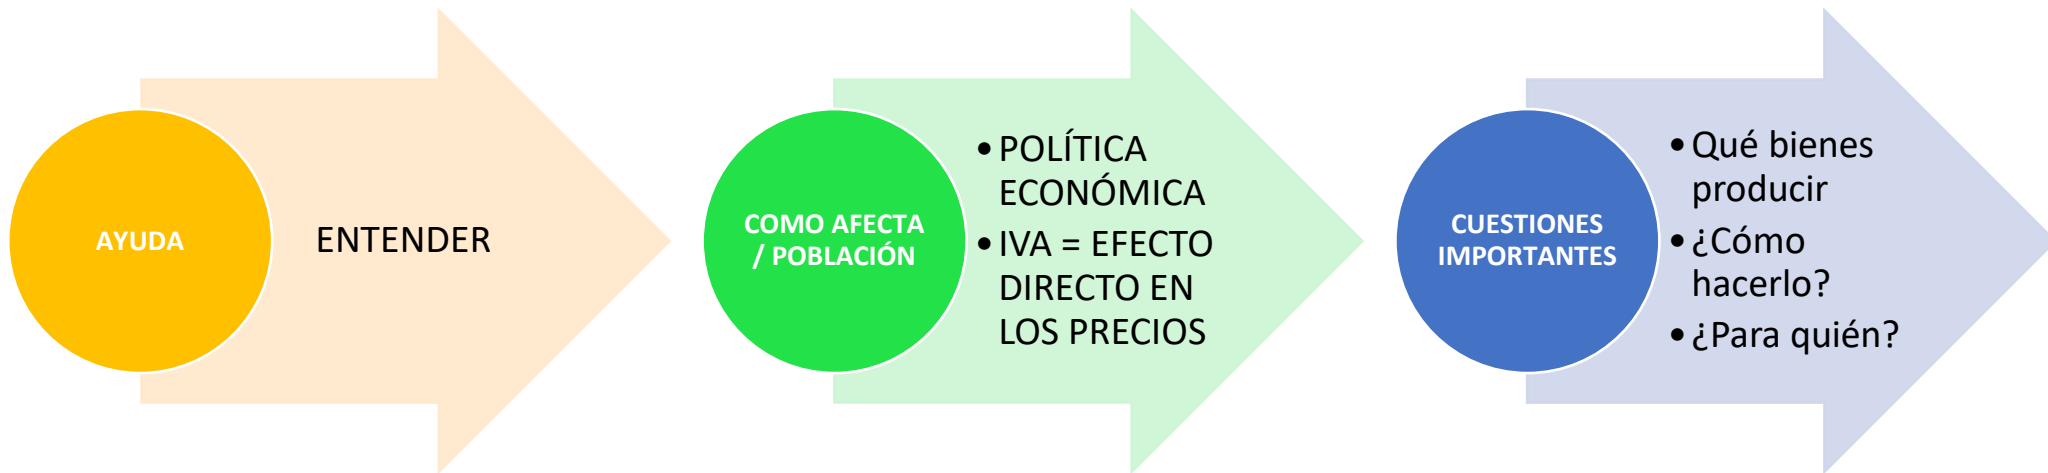 AYUDA
ENTENDER
COMO AFECTA
/ POBLACIÓN
• POLÍTICA
ECONÓMICA
• IVA = EFECTO
DIRECTO EN
LOS PRECIOS
CUESTIONES
IMPORTANTES
• Qué bienes
producir
• ¿Cómo
hacerlo?
• ¿Para quién?